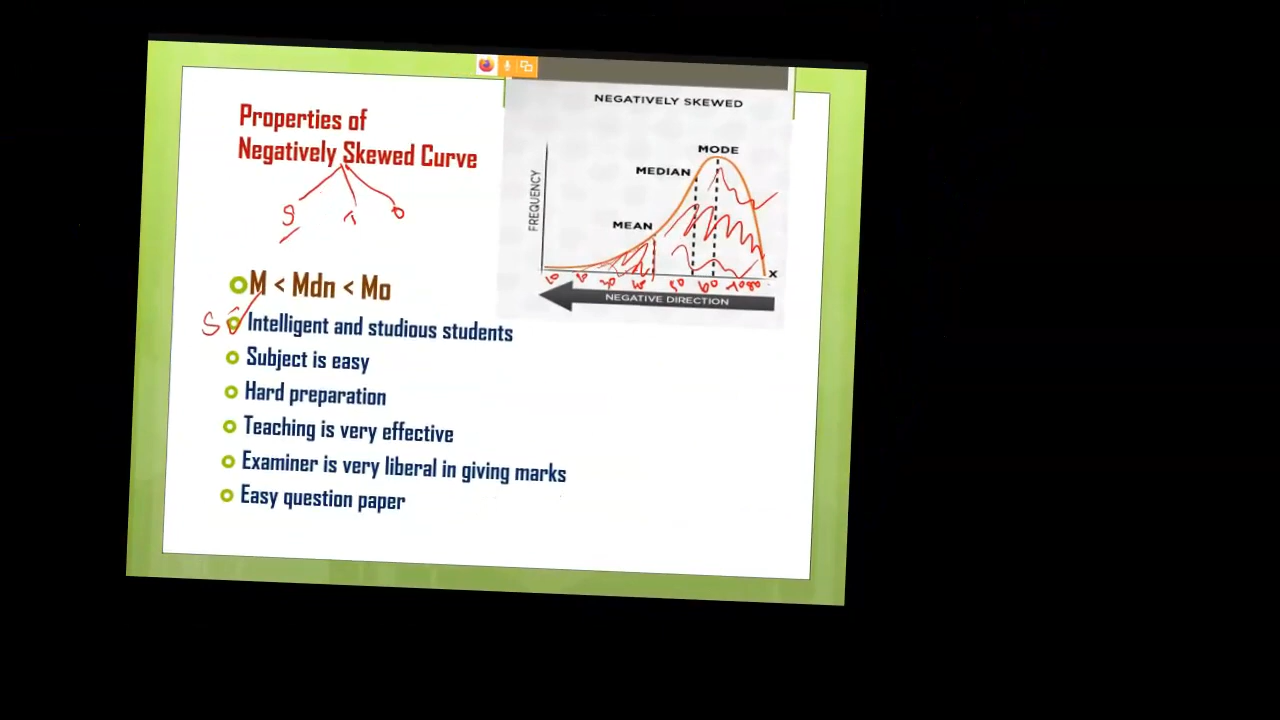 Properties of
Negatively Skewed Curve
M < Mdn < Mo
Intelligent and studious students
Subject is easy
Hard preparation
Teaching is very effective
Examiner is very liberal in giving marks
Easy question paper
NEGATIVELY SKEWED
MODE
MEDIAN
MEAN
FREQUENCY
X
NEGATIVE DIRECTION